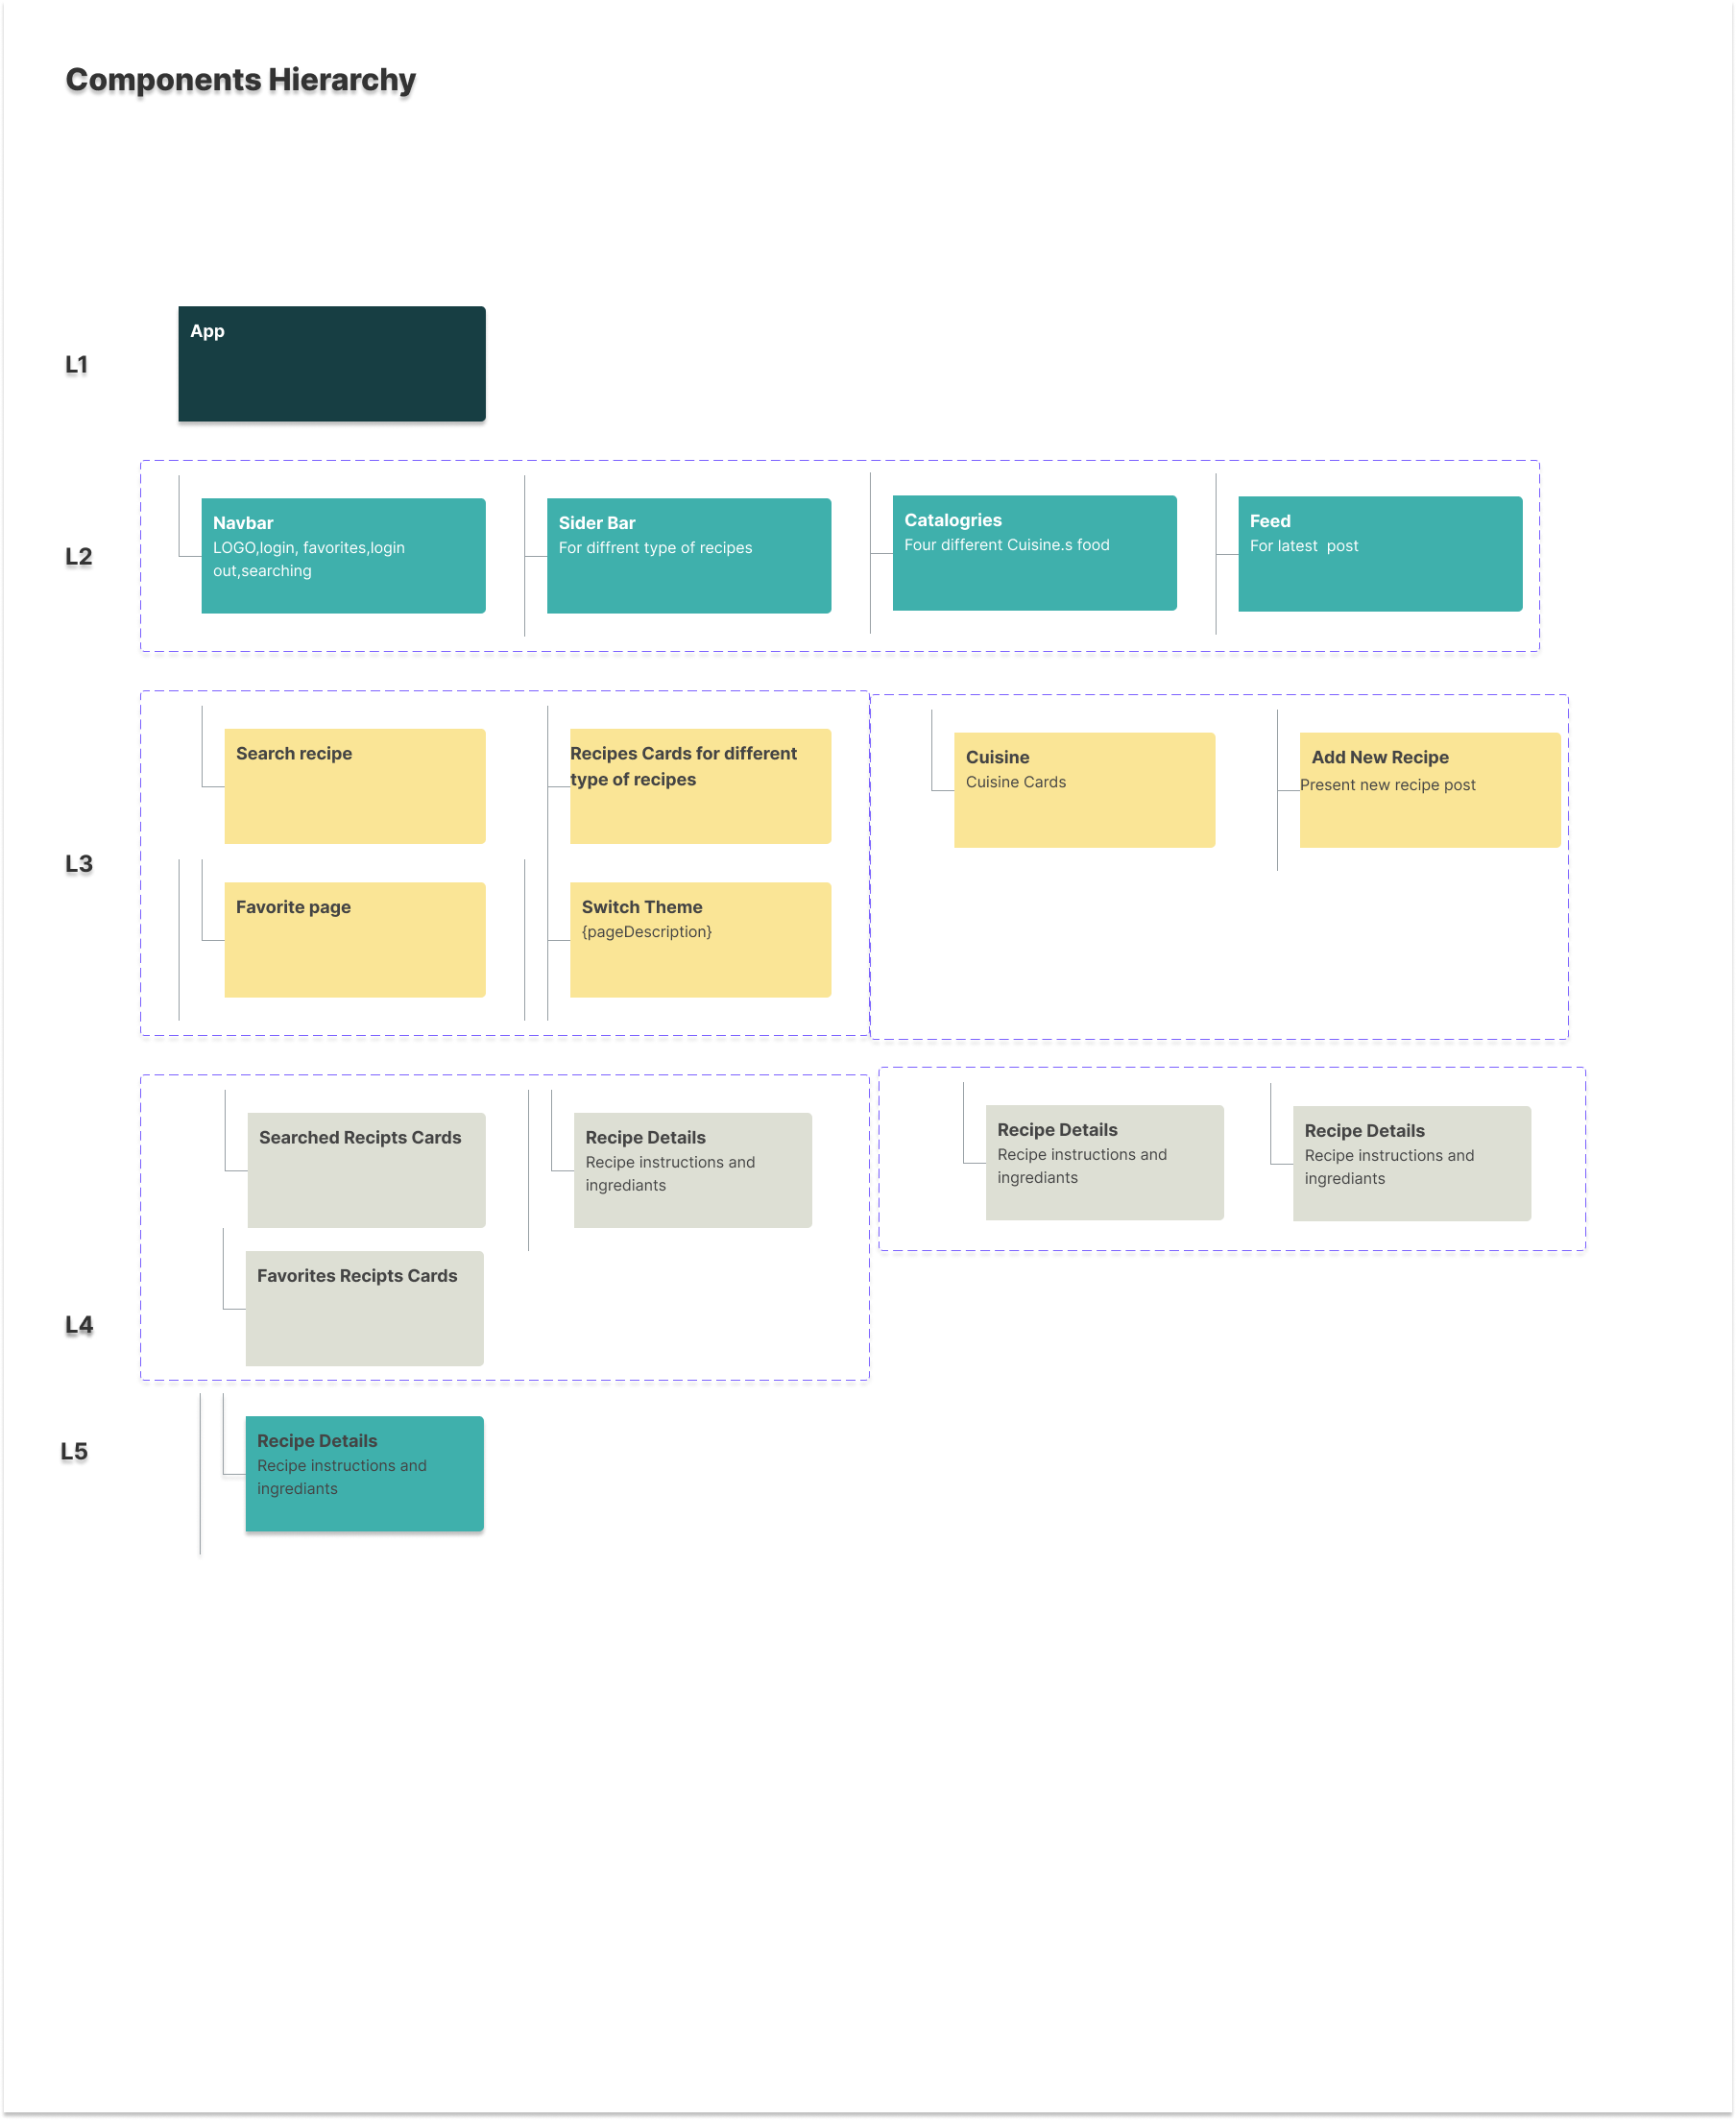 Components Hierarchy
L1
App
L2
Navbar
LOGO,login, favorites,login
out,searching
Sider Bar
For diffrent type of recipes
Catalogries
Four different Cuisine.s food
Feed
For latest  post
L3
Search recipe
Recipes Cards for different
type of recipes
Cuisine
Cuisine Cards
Add New Recipe
Present new recipe post
Favorite page
Switch Theme
{pageDescription}
L4
Searched Recipts Cards
Recipe Details
Recipe instructions and
ingrediants
Recipe Details
Recipe instructions and
ingrediants
Recipe Details
Recipe instructions and
ingrediants
Favorites Recipts Cards
L5
Recipe Details
Recipe instructions and
ingrediants